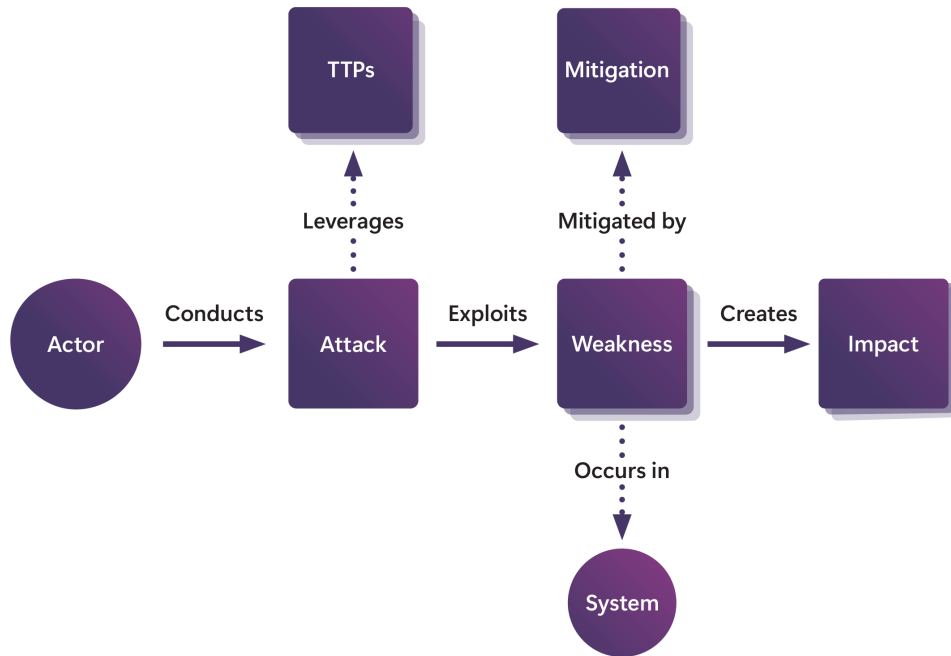 TTPs
Mitigation
Leverages
Mitigated by
Actor
Conducts
Attack
Exploits
Weakness
Creates
Impact
Occurs in
System